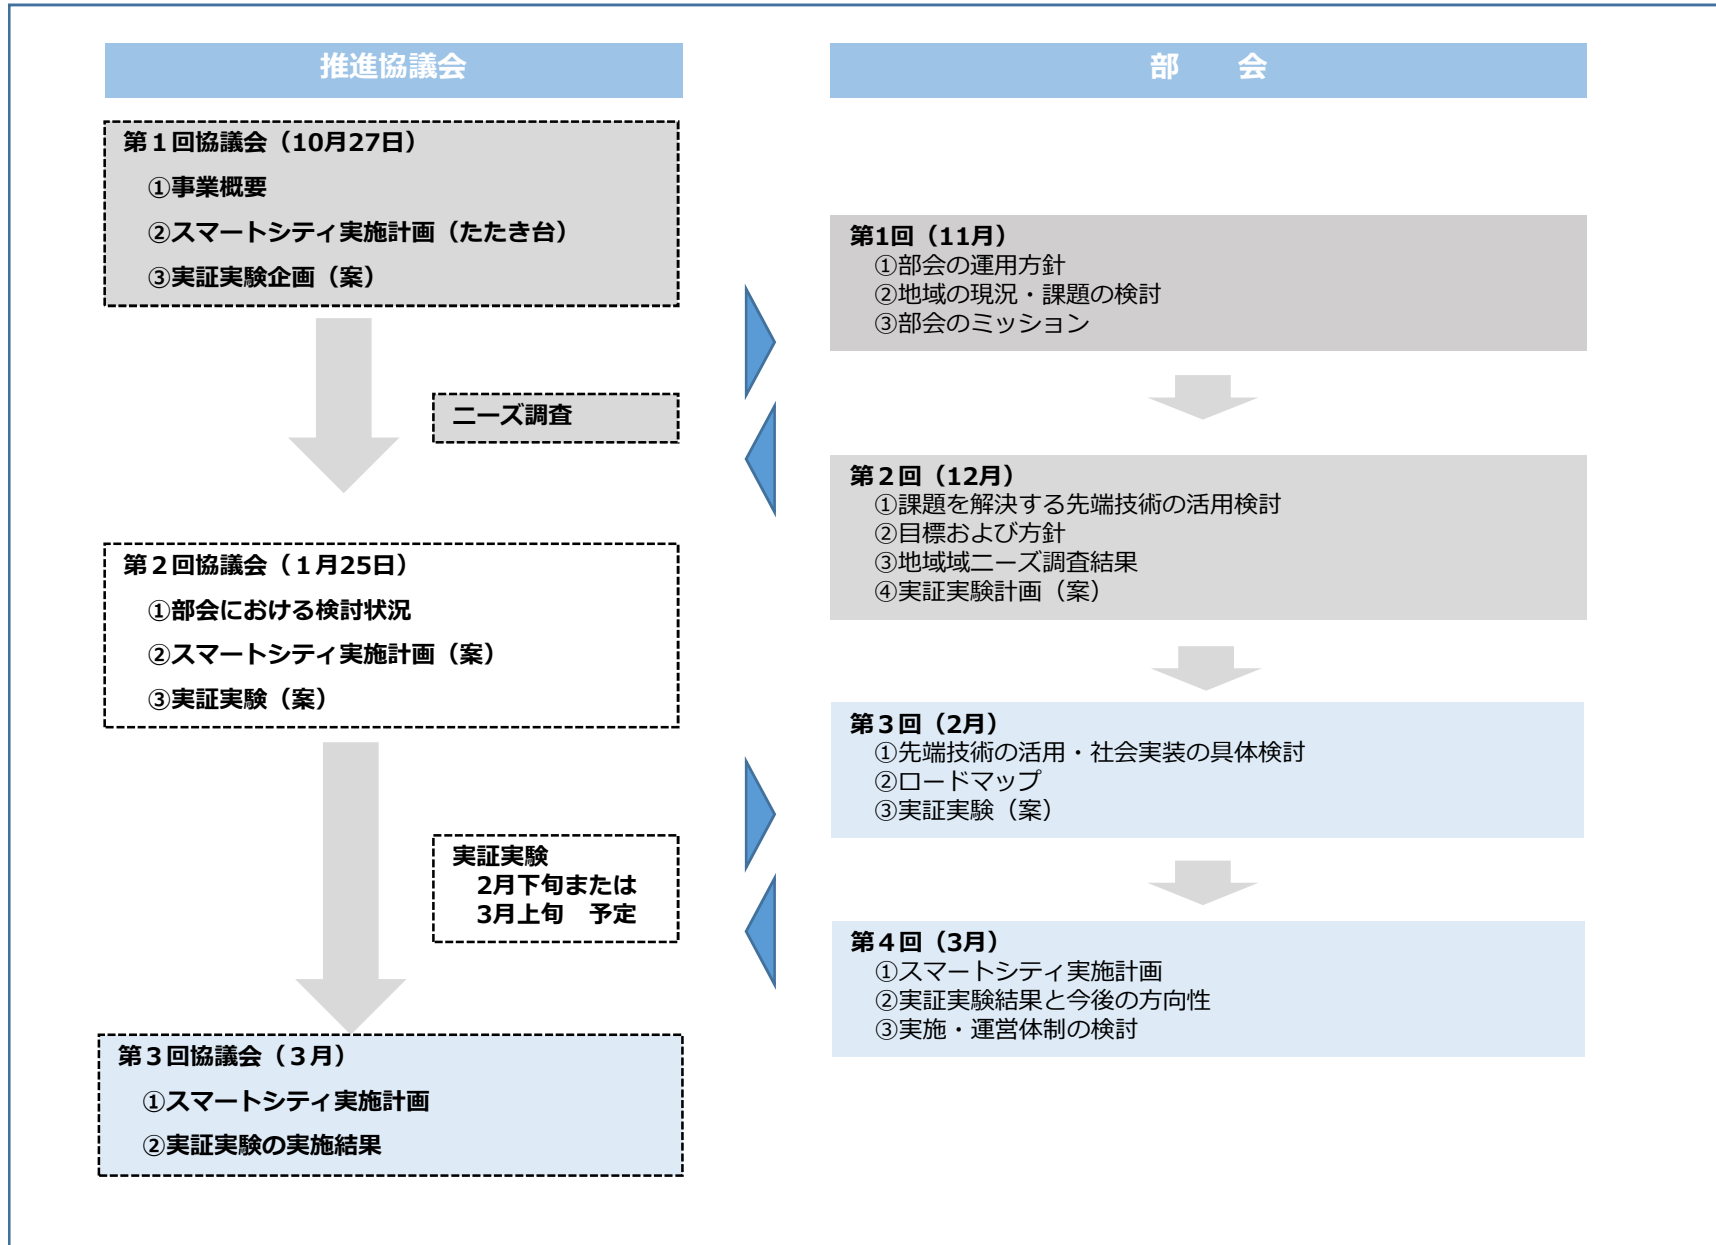 推進協議会
第１回協議会（10月27日）
①事業概要
②スマートシティ実施計画（たたき台）
③実証実験企画（案）
ニーズ調査
第２回協議会（１月25日）
①部会における検討状況
②スマートシティ実施計画（案）
③実証実験（案）
実証実験
2月下旬または
3月上旬　予定
第３回協議会（３月）
①スマートシティ実施計画
②実証実験の実施結果
部　　会
第1回（11月）
①部会の運用方針
②地域の現況・課題の検討
③部会のミッション
第２回（12月）
①課題を解決する先端技術の活用検討
②目標および方針
③地域域ニーズ調査結果
④実証実験計画（案）
第３回（2月）
①先端技術の活用・社会実装の具体検討
②ロードマップ
③実証実験（案）
第４回（3月）
①スマートシティ実施計画
②実証実験結果と今後の方向性
③実施・運営体制の検討